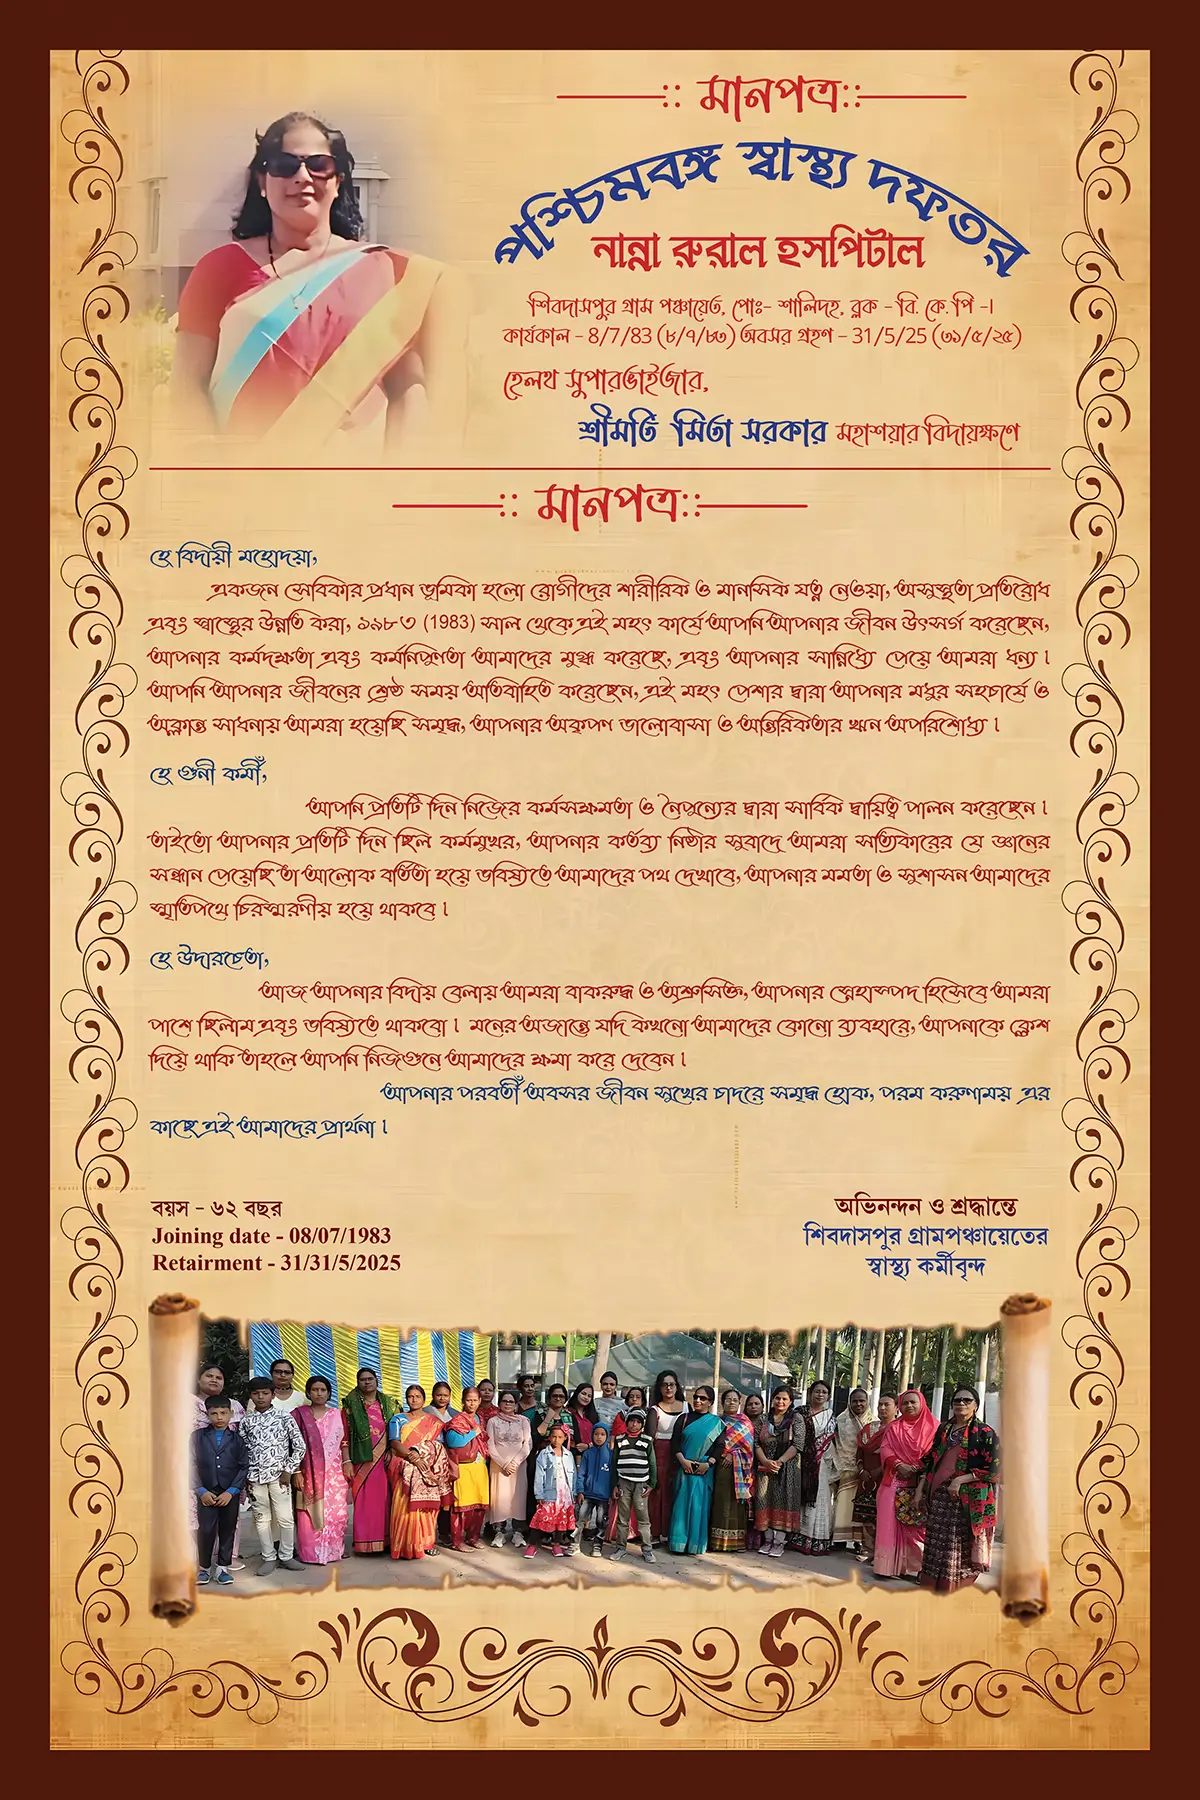 :: মানপত্র::
পশ্চিমবঙ্গ স্বাস্থ্য দফতর
নান্না রুরাল হসপিটাল
শিবদাসপুর গ্রাম পঞ্চায়েত, পোঃ- শালিদহ, ব্লক -বি. কে. পি -।
কার্যকাল - 8/7/83 (৮/৭/৮৩) অবসর গ্রহণ - 31/5/25 (৩১/৫/২৫)
হেলথ সুপারভাইজার,
শ্রীমতি মিতা সরকার মহাশয়ার বিদায়ক্ষণে
:: মানপত্র::
হে বিদায়ী মহোদয়া,
একজন সেবিকার প্রধান ভূমিকা হলো রোগীদের শারীরিক ও মানসিক যত্ন নেওয়া, অসুস্থতা প্রতিরোধ
এবং স্বাস্থ্যের উন্নতি করা, ১৯৮৩ (1983) সাল থেকে এই মহৎ কার্যে আপনি আপনার জীবন উৎসর্গ করেছেন,
আপনার কর্মদক্ষতা এবং কর্মনিপুণতা আমাদের মুগ্ধ করেছে, এবং আপনার সান্নিধ্যে পেয়ে আমরা ধন্য।
আপনি আপনার জীবনের শ্রেষ্ঠ সময় অতিবাহিত করেছেন, এই মহৎ পেশার দ্বারা আপনার মধুর সহচার্যে ও
অক্লান্ত সাধনায় আমরা হয়েছি সমৃদ্ধ, আপনার অকৃপণ ভালোবাসা ও আন্তিরিকতার ঋন অপরিশোধ্য।
হে গুনী কর্মী,
আপনি প্রতিটি দিন নিজের কর্মসক্ষমতা ও নৈপুন্যের দ্বারা সার্বিক দ্বায়িত্ব পালন করেছেন।
তাইতো আপনার প্রতিটি দিন ছিল কর্মমুখর, আপনার কর্তব্য নিষ্ঠার সুবাদে আমরা সত্যিকারের যে জ্ঞানের
সন্ধান পেয়েছি তা আলোক বর্তিতা হয়ে ভবিষ্যতে আমাদের পথ দেখাবে, আপনার মমতা ও সুশাসন আমাদের
স্মৃতিপথে চিরস্মরণীয় হয়ে থাকবে।
হে উদারচেতা,
আজ আপনার বিদায় বেলায় আমরা বাকরুদ্ধ ও অশ্রুসিক্ত, আপনার স্নেহাস্পদ হিসেবে আমরা
পাশে ছিলাম এবং ভবিষ্যতে থাকবো। মনের অজান্তে যদি কখনো আমাদের কোনো ব্যবহারে, আপনাকে ক্লেশ
দিয়ে থাকি তাহলে আপনি নিজগুনে আমাদের ক্ষমা করে দেবেন।
আপনার পরবর্তী অবসর জীবন সুখের চাদরে সমৃদ্ধ হোক, পরম করুণাময় এর
কাছে এই আমাদের প্রার্থনা।
বয়স - ৬২ বছর
Joining date - 08/07/1983
Retairment - 31/31/5/2025
অভিনন্দন ও শ্রদ্ধান্তে
শিবদাসপুর গ্রামপঞ্চায়েতের
স্বাস্থ্য কর্মীবৃন্দ